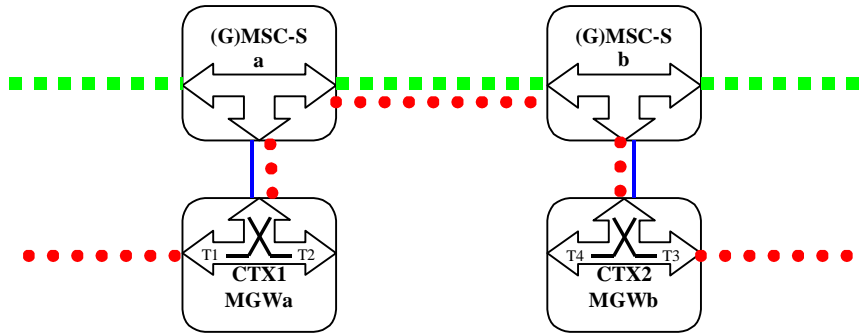 (G)MSC-S
a
(G)MSC-S
b
T1
T2
CTX1
MGWa
T4
T3
CTX2
MGWb